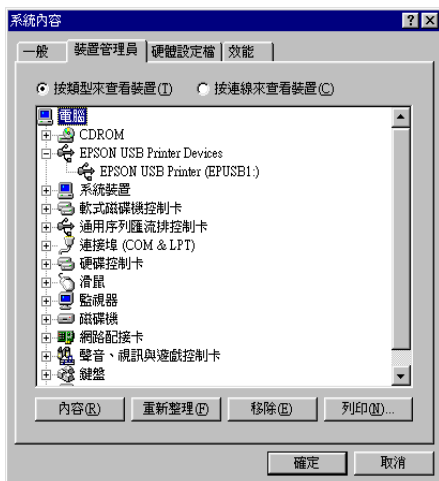 系統內容
一般 裝置管理員 硬體設定檔 效能
按類型來查看裝置(I) 按連線來查看裝置(C)
電腦
CDROM
EPSON USB Printer Devices
EPSON USB Printer (EPUSB1:)
系統裝置
軟式磁碟機控制卡
通用序列匯流排控制卡
連接埠 (COM & LPT)
硬碟控制卡
滑鼠
監視器
磁碟機
網路配接卡
聲音、視訊與遊戲控制卡
鍵盤
內容(R) 重新整理(F) 移除(E) 列印(N)...
確定 取消